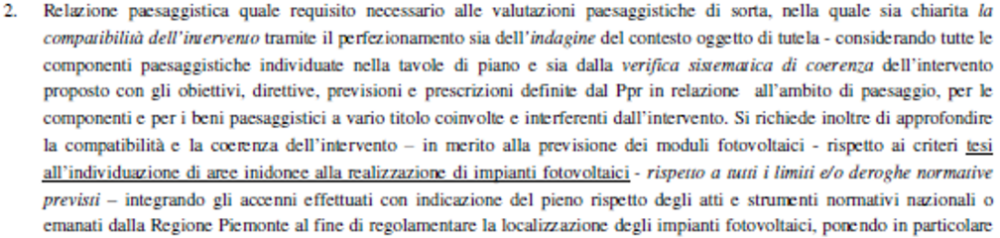 2. Relazione paesaggistica quale requisito necessario alle valutazioni paesaggistiche di sorta, nella quale sia chiarita la
compatibilità dell'intervento tramite il perfezionamento sia dell'indagine del contesto oggetto di tutela - considerando tutte le
componenti paesaggistiche individuate nella tavole di piano e sia dalla verifica sistematica di coerenza dell'intervento
proposto con gli obiettivi, direttive, previsioni e prescrizioni definite dal Ppr in relazione all'ambito di paesaggio, per le
componenti e per i beni paesaggistici a vario titolo coinvolte e interferenti dall'intervento. Si richiede inoltre di approfondire
la compatibilità e la coerenza dell'intervento – in merito alla previsione dei moduli fotovoltaici - rispetto ai criteri tesi
all'individuazione di aree inidonee alla realizzazione di impianti fotovoltaici - rispetto a tutti i limiti e/o deroghe normative
previsti – integrando gli accenni effettuati con indicazione del pieno rispetto degli atti e strumenti normativi nazionali o
emanati dalla Regione Piemonte al fine di regolamentare la localizzazione degli impianti fotovoltaici, ponendo in particolare